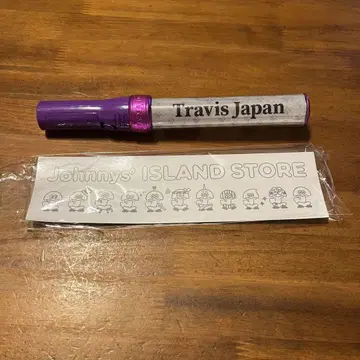 Travis Japan
Johnnys' ISLAND STORE